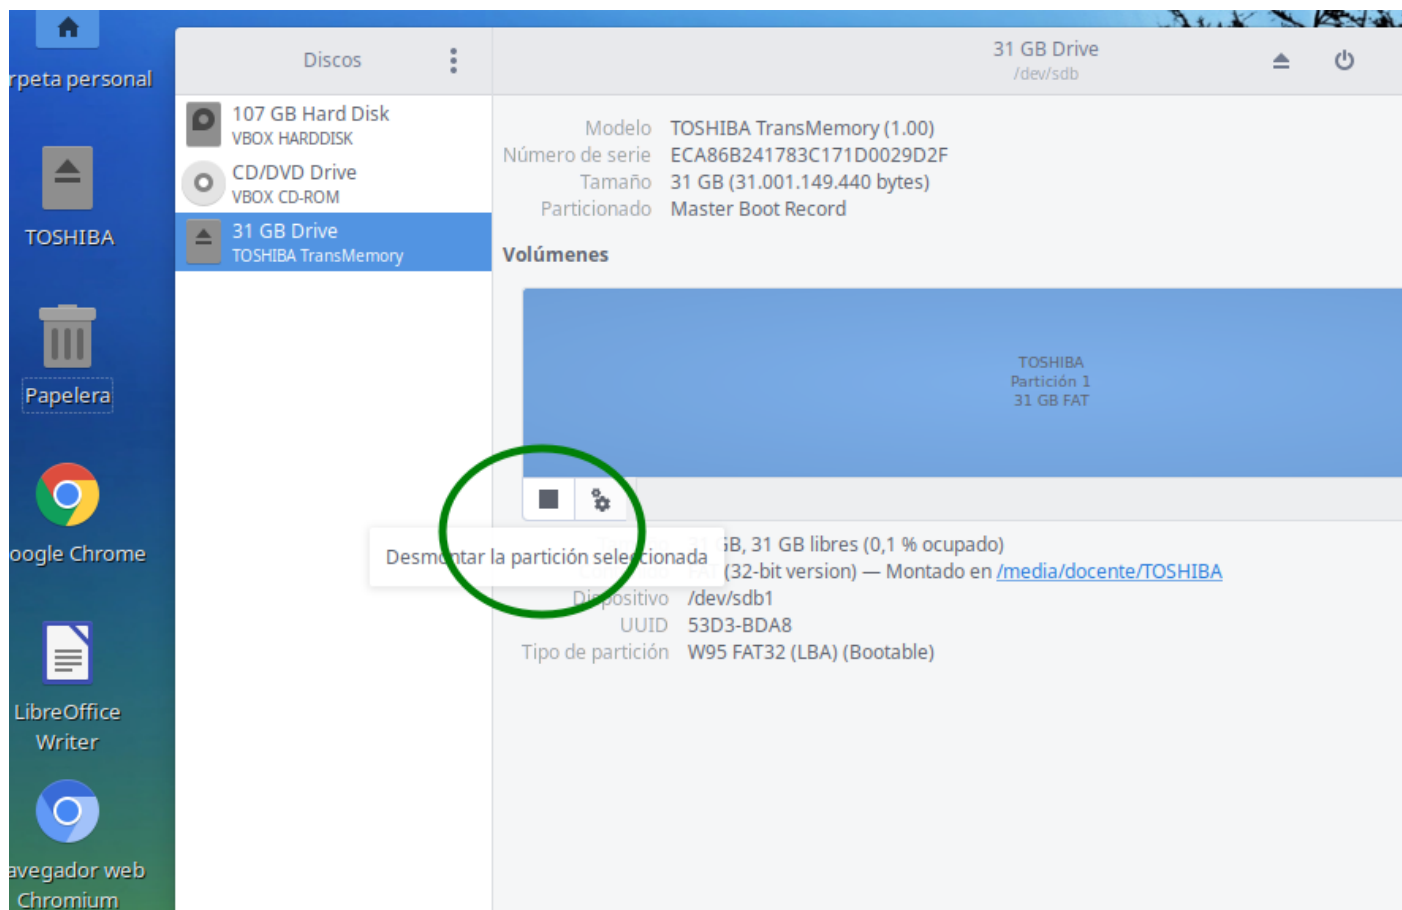 rpeta personal
TOSHIBA
Papelera
oogle Chrome
LibreOffice
Writer
avegador web
Chromium
Discos
31 GB Drive
/dev/sdb
107 GB Hard Disk
VBOX HARDDISK
CD/DVD Drive
VBOX CD-ROM
31 GB Drive
TOSHIBA TransMemory
Modelo TOSHIBA TransMemory (1.00)
Número de serie ECA86B241783C171D0029D2F
Tamaño 31 GB (31.001.149.440 bytes)
Particionado Master Boot Record
Volúmenes
TOSHIBA
Partición 1
31 GB FAT
Desmontar la partición seleccionada
GB, 31 GB libres (0,1 % ocupado)
(32-bit version) — Montado en /media/docente/TOSHIBA
Dispositivo /dev/sdb1
UUID 53D3-BDA8
Tipo de partición W95 FAT32 (LBA) (Bootable)